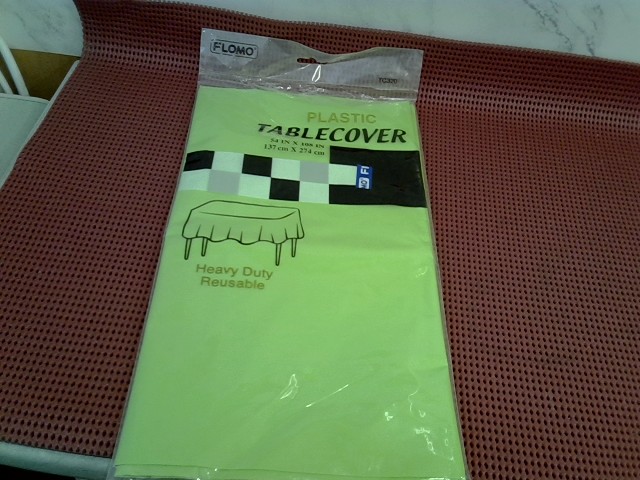 FLOMO
PLASTIC
TABLECOVER
54 IN X 108 IN
137 cm X 274 cm
Heavy Duty
Reusable